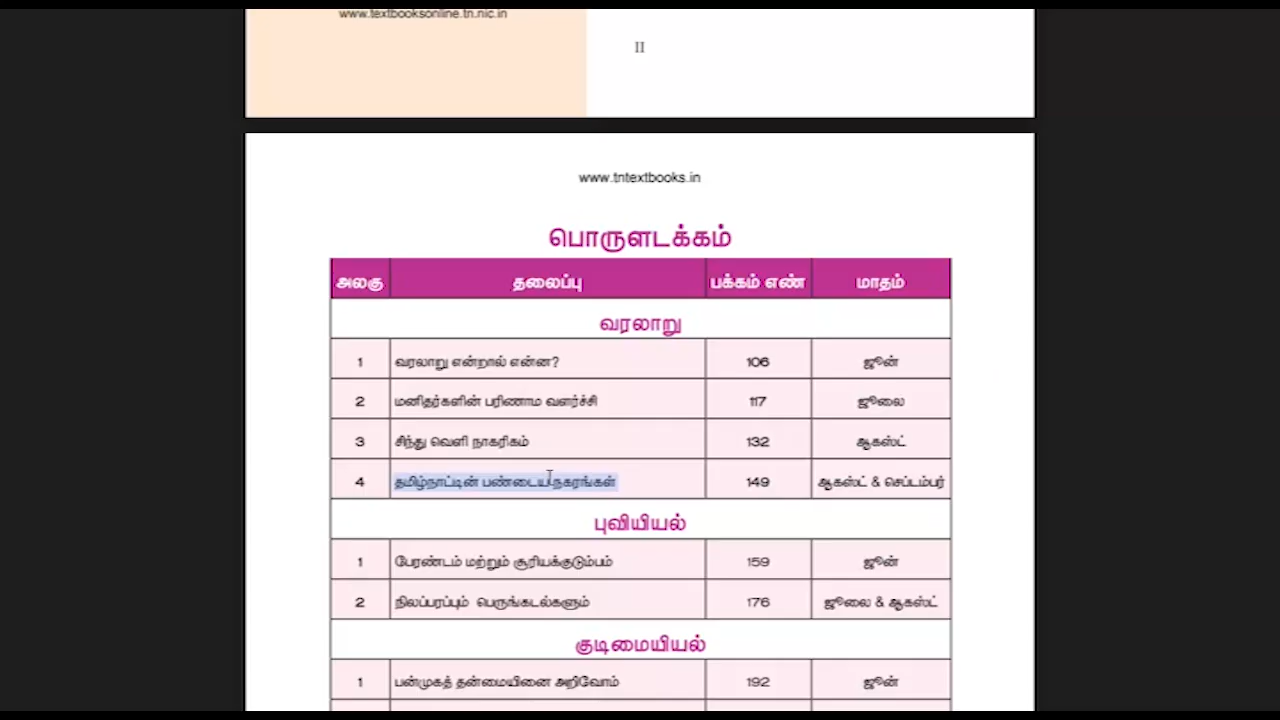 www.textbooksonline.tn.nic.in
II
www.tntextbooks.in
பொருளடக்கம்
அலகு தலைப்பு பக்கம் எண் மாதம்
வரலாறு
1 வரலாறு என்றால் என்ன? 106 ஜூன்
2 மனிதர்களின் பரிணாம வளர்ச்சி 117 ஜூலை
3 சிந்து வெளி நாகரிகம் 132 ஆகஸ்ட்
4 தமிழ்நாட்டின் பண்டைய நகரங்கள் 149 ஆகஸ்ட் & செப்டம்பர்
புவியியல்
1 பேரண்டம் மற்றும் சூரியக்குடும்பம் 159 ஜூன்
2 நிலப்பரப்பும் பெருங்கடல்களும் 176 ஜூலை & ஆகஸ்ட்
குடிமையியல்
1 பன்முகத் தன்மையினை அறிவோம் 192 ஜூன்